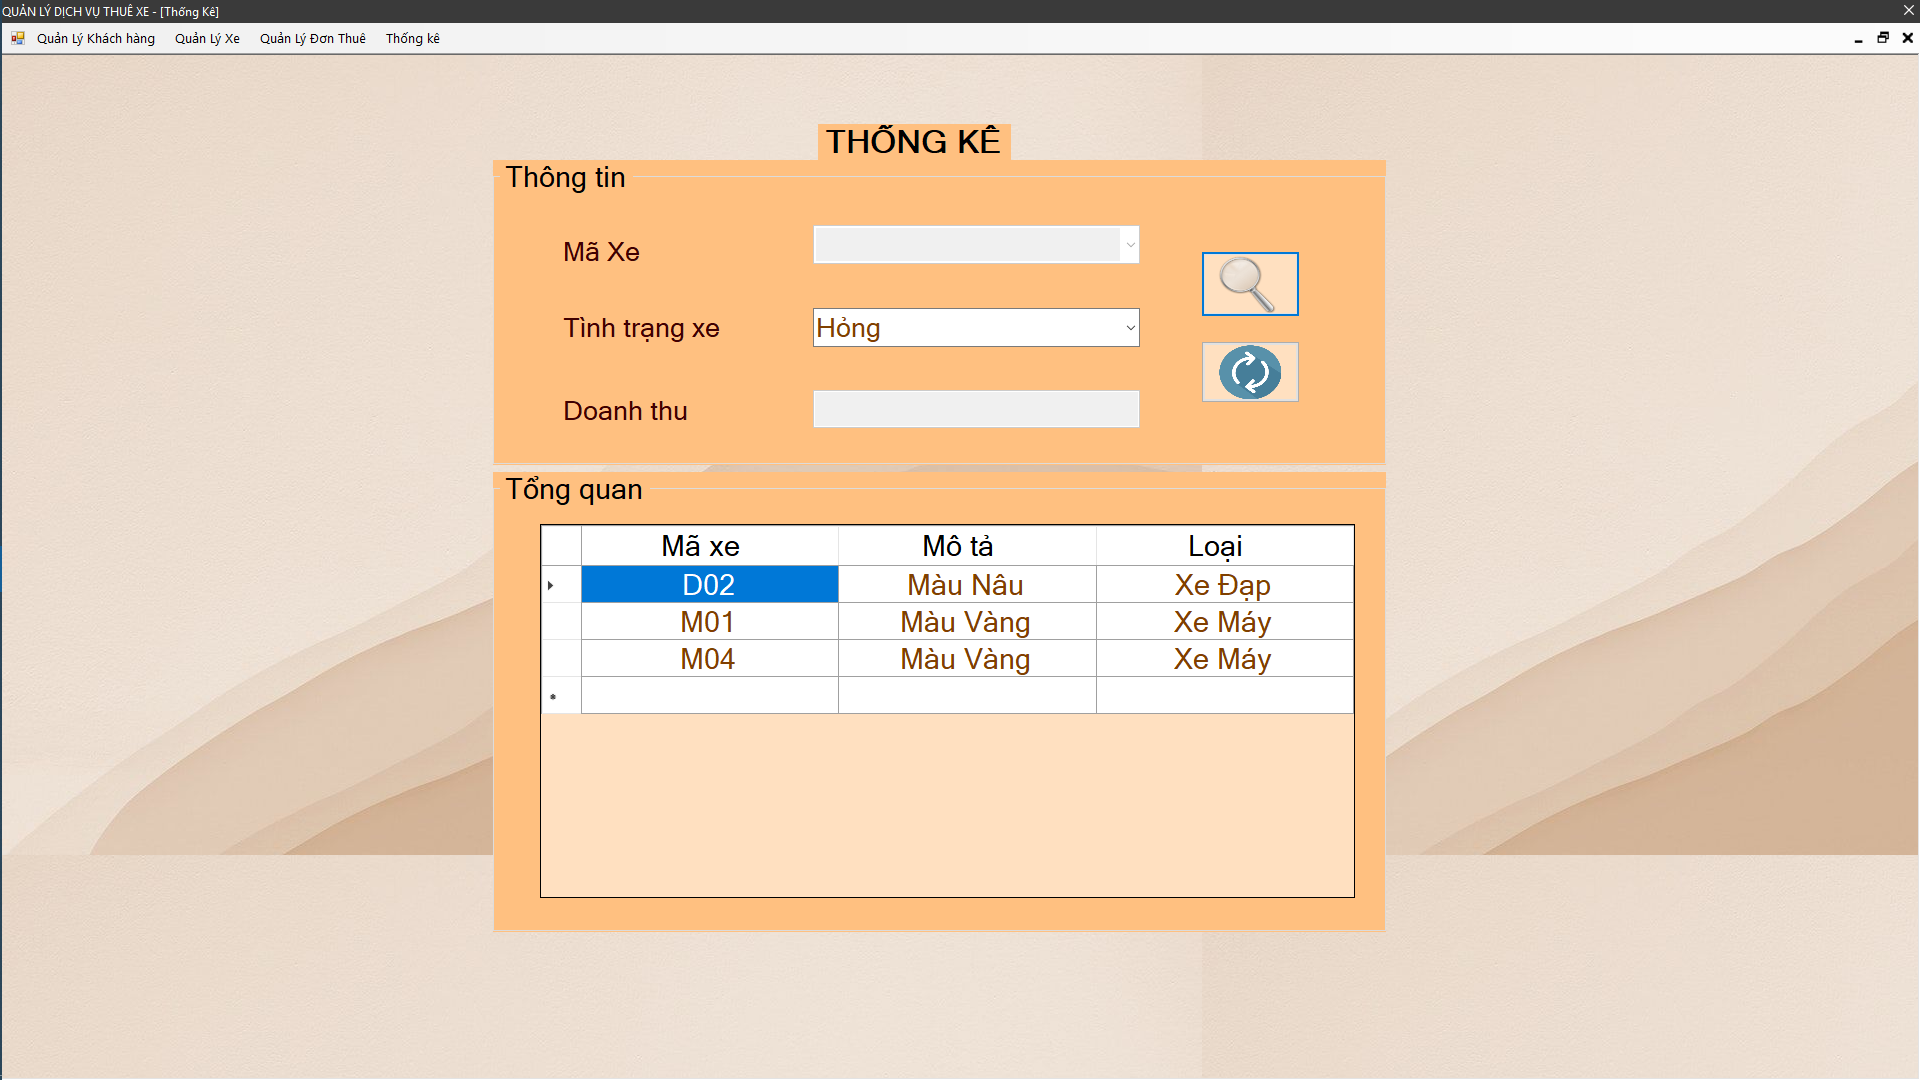 QUẢN LÝ DỊCH VỤ THUÊ XE - [Thống Kê]
Quản Lý Khách hàng Quản Lý Xe Quản Lý Đơn Thuê Thống kê
THỐNG KÊ
Thông tin
Mã Xe
Tình trạng xe Hỏng
Doanh thu
Tổng quan
Mã xe Mô tả Loại
D02 Màu Nâu Xe Đạp
M01 Màu Vàng Xe Máy
M04 Màu Vàng Xe Máy